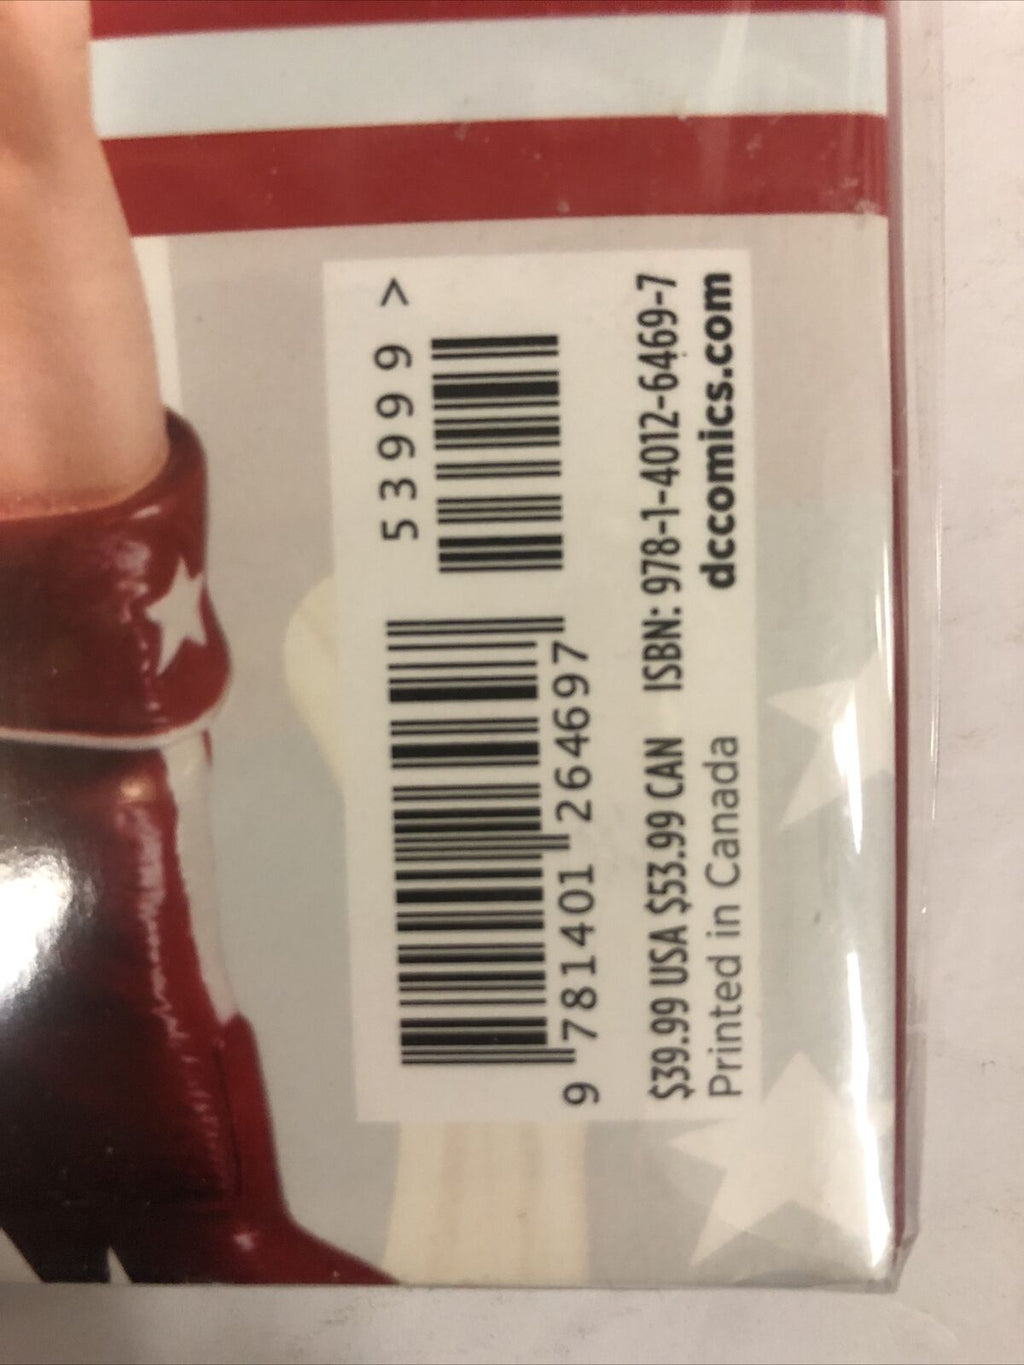 53999 >
9 781401 264697
$39.99 USA $53.99 CAN ISBN: 978-1-4012-6469-7
Printed in Canada dccomics.com